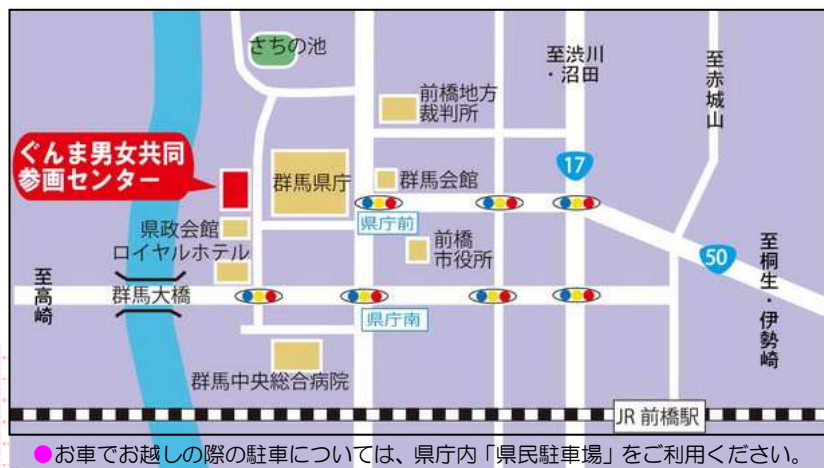 さちの池
至渋川
・沼田
至赤城山
前橋地方
裁判所
ぐんま男女共同
参画センター
群馬県庁
群馬会館
17
県庁前
県政会館
ロイヤルホテル
前橋
市役所
50
至桐生・伊勢崎
至高崎
群馬大橋
県庁南
群馬中央総合病院
JR 前橋駅
●お車でお越しの際の駐車については、県庁内「県民駐車場」をご利用ください。